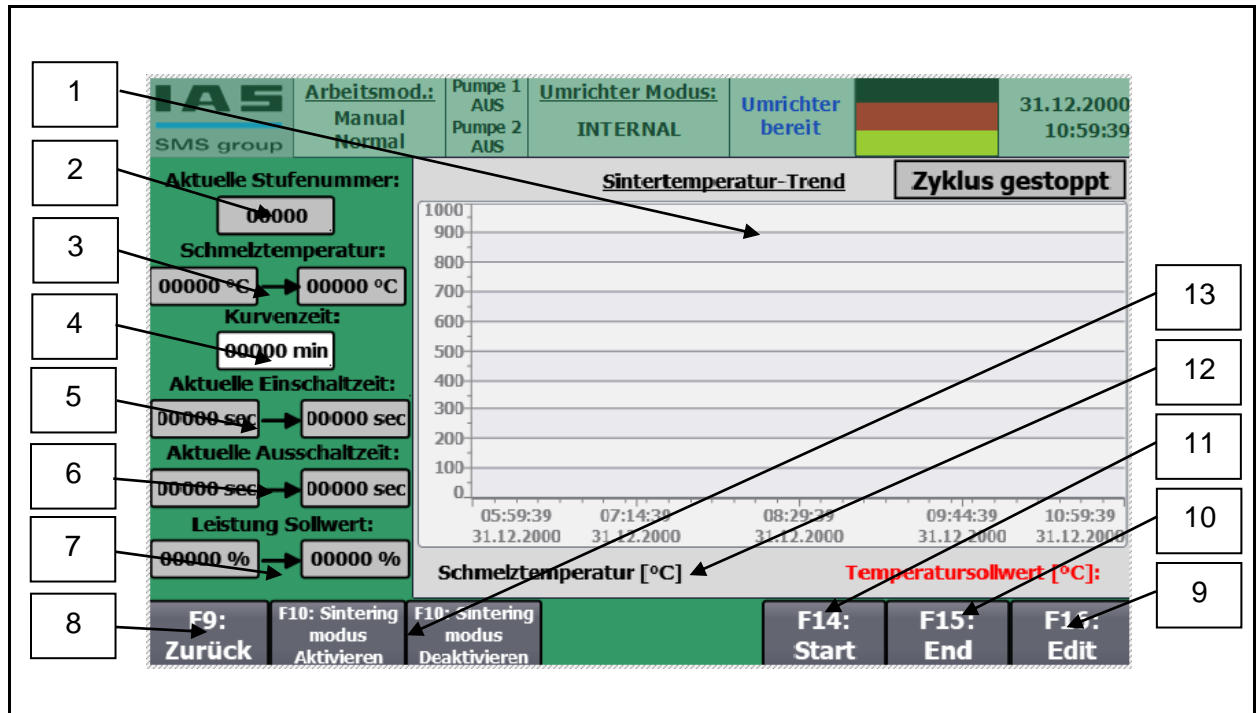 1
2
3
4
5
6
7
8
13
12
11
10
9
IAS
SMS group
Arbeitsmod.:
Manual
Normal
Pumpe 1
AUS
Pumpe 2
AUS
Umrichter Modus:
INTERNAL
Umrichter
bereit
31.12.2000
10:59:39
Aktuelle Stufenummer:
00000
Schmelztemperatur:
00000 °C 00000 °C
Kurvenzeit:
00000 min
Aktuelle Einschaltzeit:
00000 sec 00000 sec
Aktuelle Ausschaltzeit:
00000 sec 00000 sec
Leistung Sollwert:
00000 % 00000 %
Sintertemperatur-Trend
Zyklus gestoppt
1000
900
800
700
600
500
400
300
200
100
0
05:59:39 07:14:39 08:29:39 09:44:39 10:59:39
31.12.2000 31.12.2000 31.12.2000 31.12.2000 31.12.2000
Schmelztemperatur [°C] Temperatursollwert [°C]:
F9:
Zurück
F10: Sintering
modus
Aktivieren
F10: Sintering
modus
Deaktivieren
F14:
Start
F15:
End
F16:
Edit